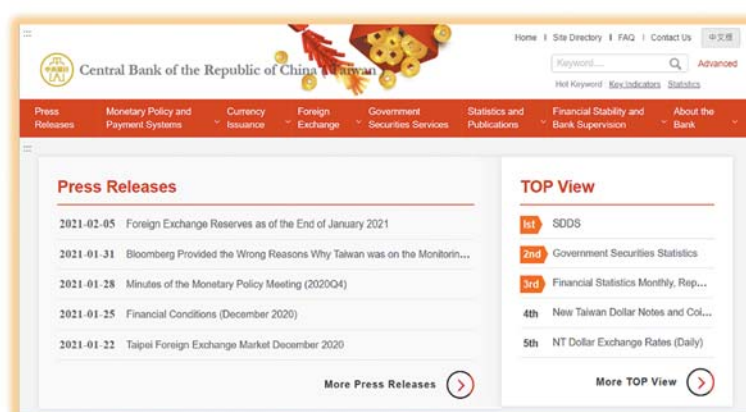 Home | Site Directory | FAQ | Contact Us 中文版
中央銀行
Central Bank of the Republic of China (Taiwan)
Keyword.... Advanced
Hot Keyword Key Indicators Statistics
Press Releases
Monetary Policy and Payment Systems
Currency Issuance
Foreign Exchange
Government Securities Services
Statistics and Publications
Financial Stability and Bank Supervision
About the Bank
Press Releases
2021-02-05 Foreign Exchange Reserves as of the End of January 2021
2021-01-31 Bloomberg Provided the Wrong Reasons Why Taiwan was on the Monitorin...
2021-01-28 Minutes of the Monetary Policy Meeting (2020Q4)
2021-01-25 Financial Conditions (December 2020)
2021-01-22 Taipei Foreign Exchange Market December 2020
More Press Releases
TOP View
1st SDDS
2nd Government Securities Statistics
3rd Financial Statistics Monthly, Rep...
4th New Taiwan Dollar Notes and Coi...
5th NT Dollar Exchange Rates (Daily)
More TOP View